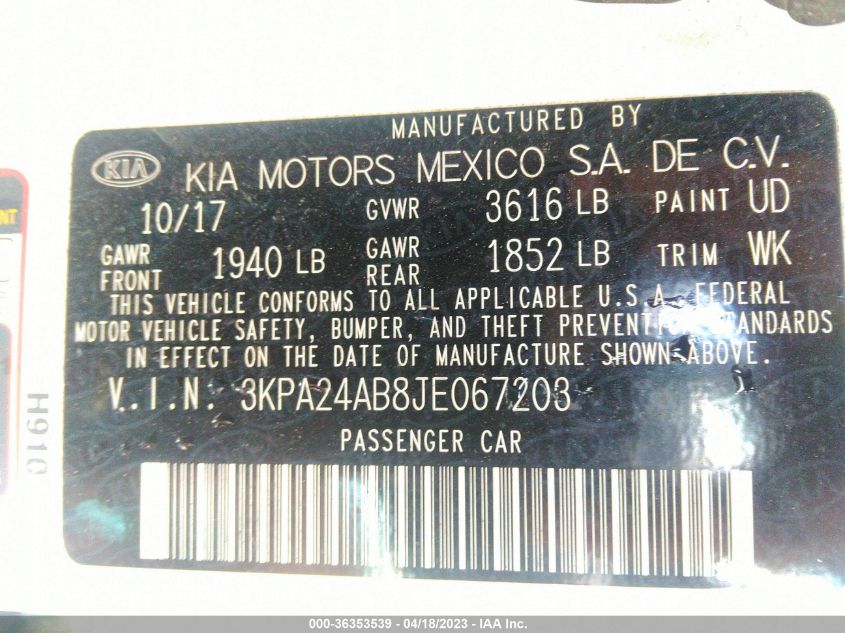 MANUFACTURED BY
KIA KIA MOTORS MEXICO S.A. DE C.V.
10/17 GVWR 3616 LB PAINT UD
GAWR FRONT 1940 LB GAWR REAR 1852 LB TRIM WK
THIS VEHICLE CONFORMS TO ALL APPLICABLE U.S.A. FEDERAL
MOTOR VEHICLE SAFETY, BUMPER, AND THEFT PREVENTION STANDARDS
IN EFFECT ON THE DATE OF MANUFACTURE SHOWN ABOVE.
V.I.N. 3KPA24AB8JE067203
PASSENGER CAR
H910
000-36353539 - 04/18/2023 - IAA Inc.